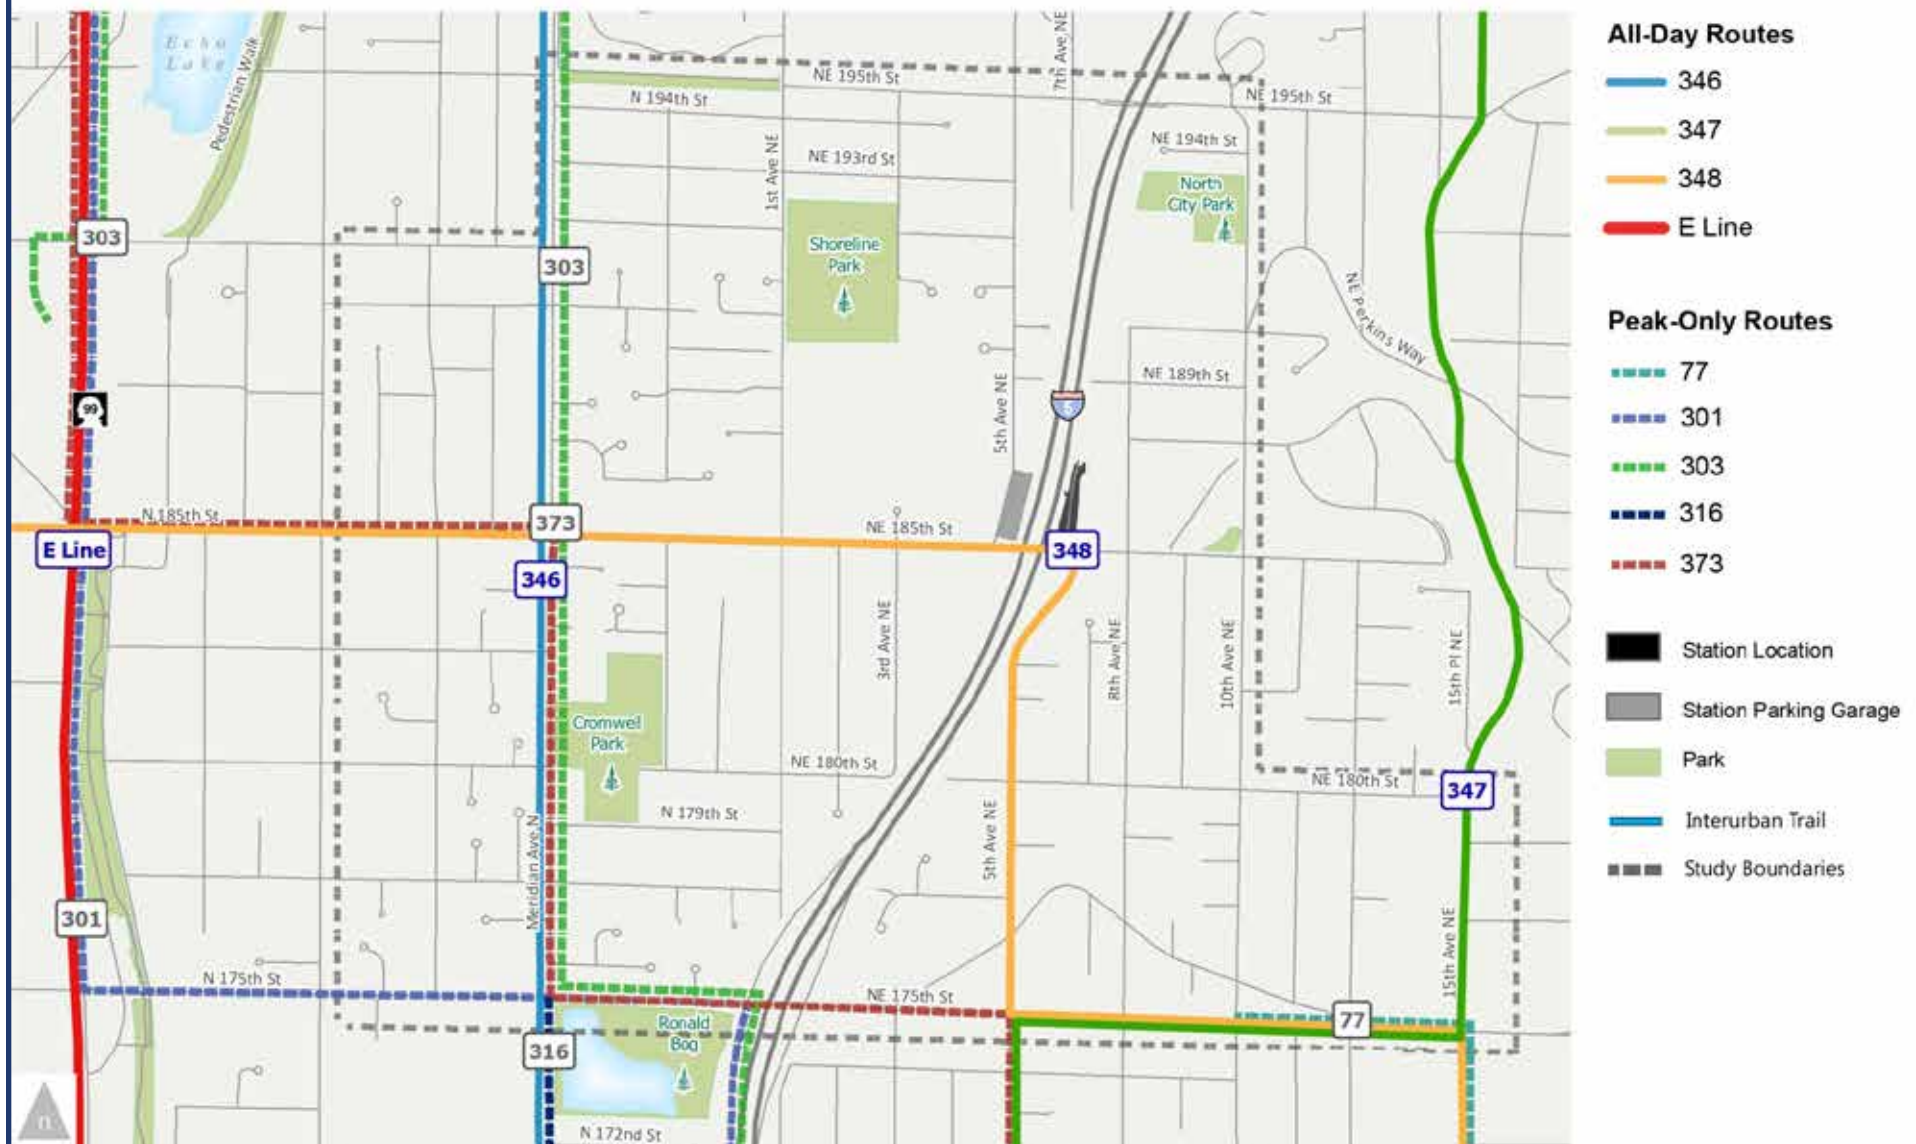 Echo
Lake
Pedestrian Walk
7th Ave NE
NE 195th St
N 194th St
NE 195th St
1st Ave NE
NE 194th St
NE 193rd St
North
City Park
303
Shoreline
Park
303
NE Perkins Way
99
5th Ave NE
NE 189th St
5
N 185th St
373
NE 185th St
E Line
348
346
3rd Ave NE
8th Ave NE
10th Ave NE
15th Pl NE
Cromwell
Park
NE 180th St
NE 180th St
347
N 179th St
Meridian Ave N
5th Ave NE
301
15th Ave NE
N 175th St
NE 175th St
77
Ronald
Bog
316
N 172nd St
n
All-Day Routes
346
347
348
E Line
Peak-Only Routes
77
301
303
316
373
Station Location
Station Parking Garage
Park
Interurban Trail
Study Boundaries